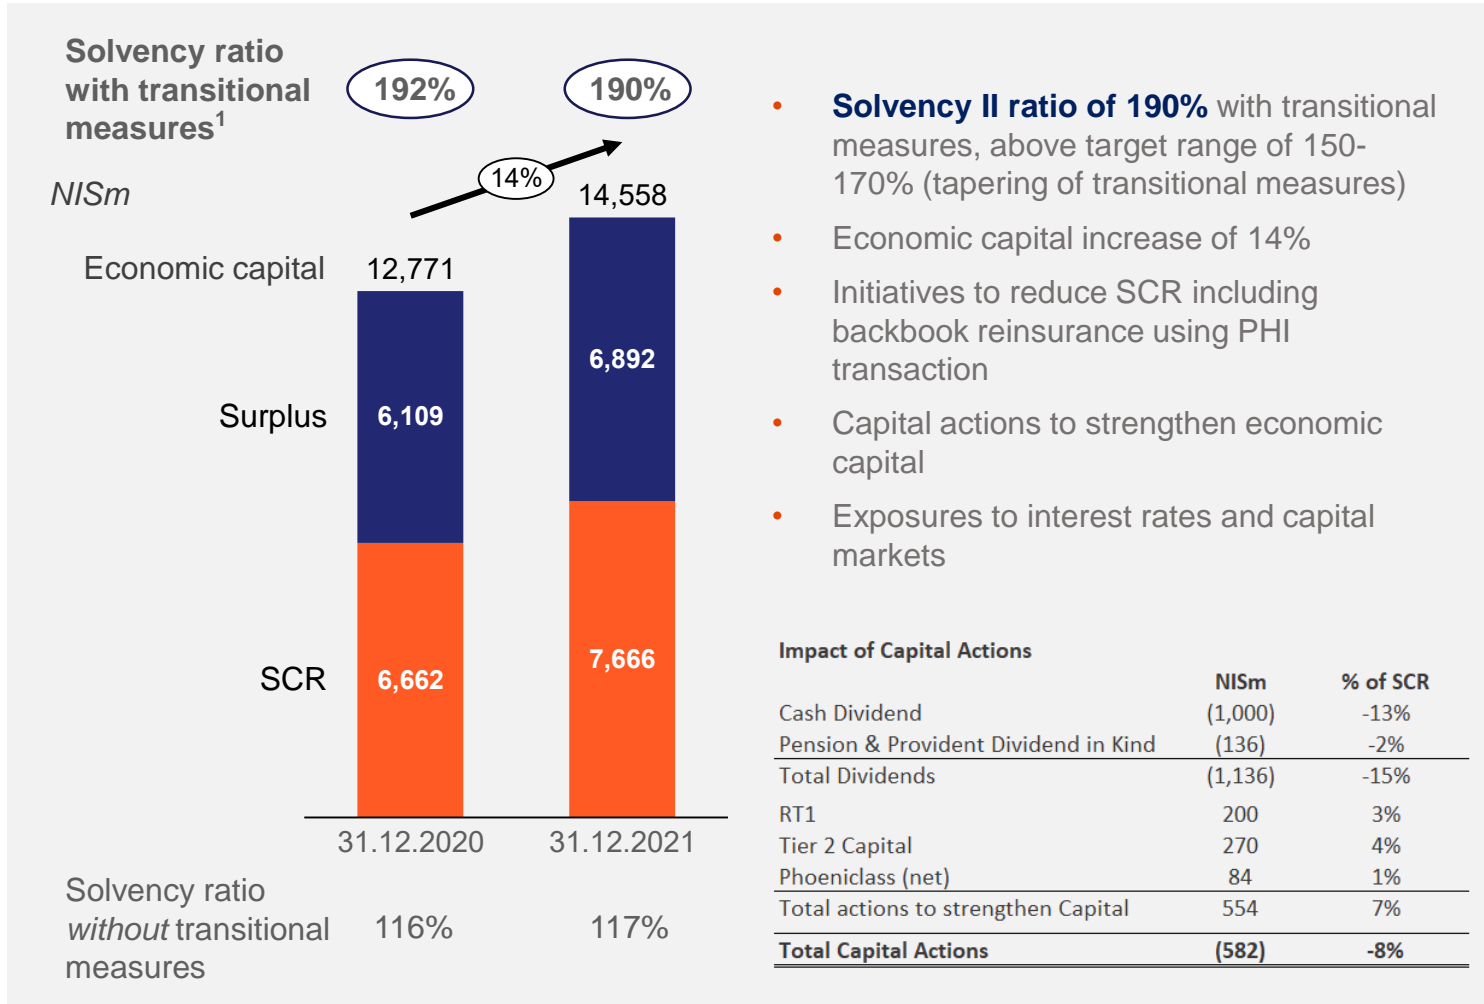 Solvency ratio
with transitional
measures1
192%
190%
14%
NISm
Economic capital
12,771
14,558
Surplus
6,109
6,892
SCR
6,662
7,666
31.12.2020
31.12.2021
Solvency ratio
without transitional
measures
116%
117%
• Solvency II ratio of 190% with transitional
measures, above target range of 150-
170% (tapering of transitional measures)
• Economic capital increase of 14%
• Initiatives to reduce SCR including
backbook reinsurance using PHI
transaction
• Capital actions to strengthen economic
capital
• Exposures to interest rates and capital
markets
Impact of Capital Actions
NISm % of SCR
Cash Dividend (1,000) -13%
Pension & Provident Dividend in Kind (136) -2%
Total Dividends (1,136) -15%
RT1 200 3%
Tier 2 Capital 270 4%
Phoeniclass (net) 84 1%
Total actions to strengthen Capital 554 7%
Total Capital Actions (582) -8%